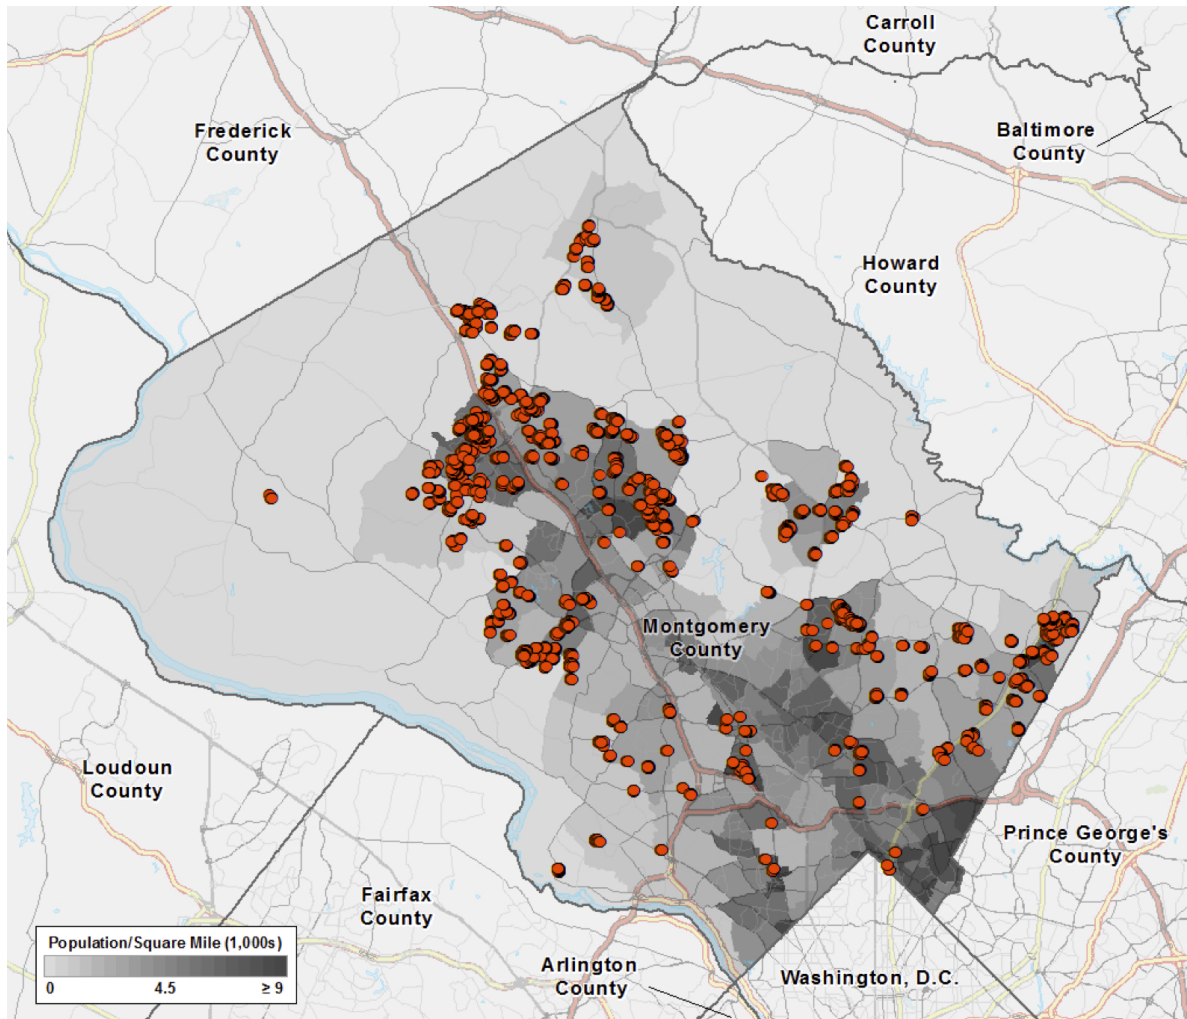 Carroll
County
Frederick
County
Baltimore
County
Howard
County
Montgomery
County
Loudoun
County
Prince George's
County
Fairfax
County
Population/Square Mile (1,000s)
0 4.5 ≥ 9
Arlington
County
Washington, D.C.